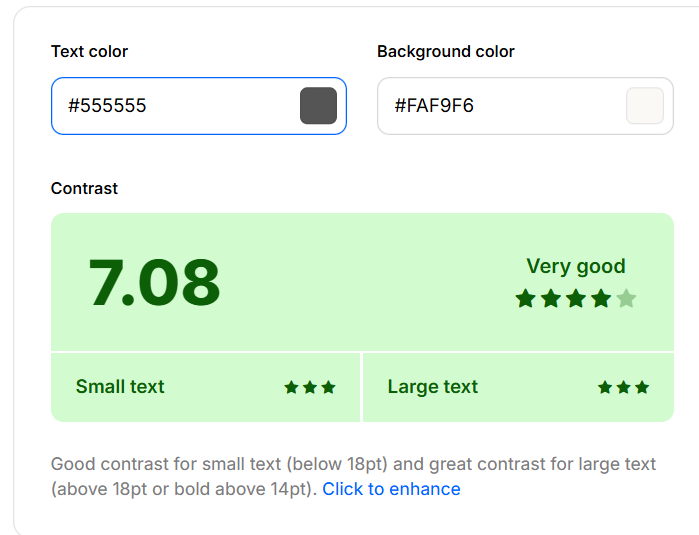 Text color
Background color
#555555
#FAF9F6
Contrast
7.08
Very good
Small text
Large text
Good contrast for small text (below 18pt) and great contrast for large text
(above 18pt or bold above 14pt). Click to enhance